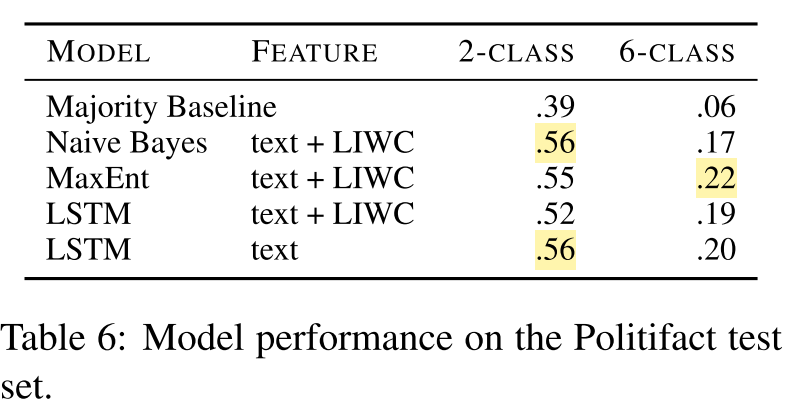 MODEL FEATURE 2-CLASS 6-CLASS
Majority Baseline .39 .06
Naive Bayes text + LIWC .56 .17
MaxEnt text + LIWC .55 .22
LSTM text + LIWC .52 .19
LSTM text .56 .20
Table 6: Model performance on the Politifact test
set.